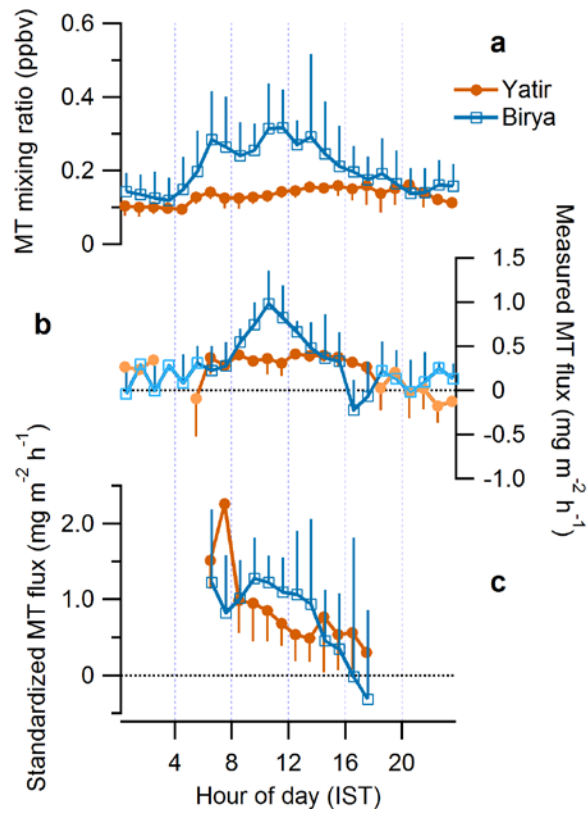 0.6
a
0.4
0.2
0
MT mixing ratio (ppbv)
Yatir
Birya
b
1.5
1.0
0.5
0
-0.5
-1.0
Measured MT flux (mg m⁻² h⁻¹)
c
2.0
1.0
0
Standardized MT flux (mg m⁻² h⁻¹)
4 8 12 16 20
Hour of day (IST)